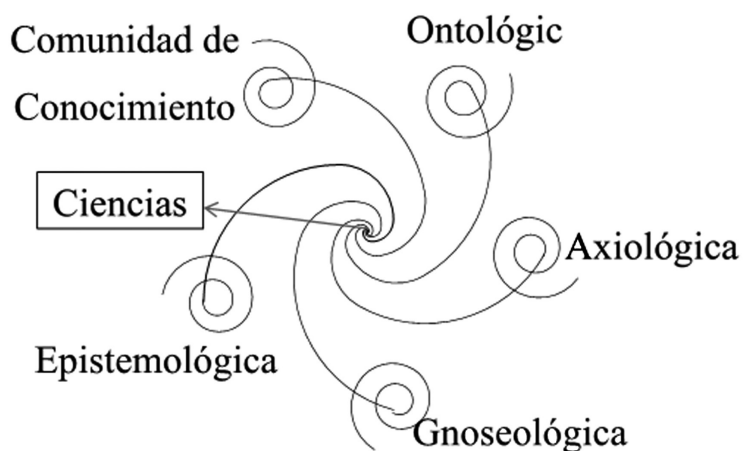 Comunidad de
Conocimiento
Ontológic
Ciencias
Axiológica
Epistemológica
Gnoseológica